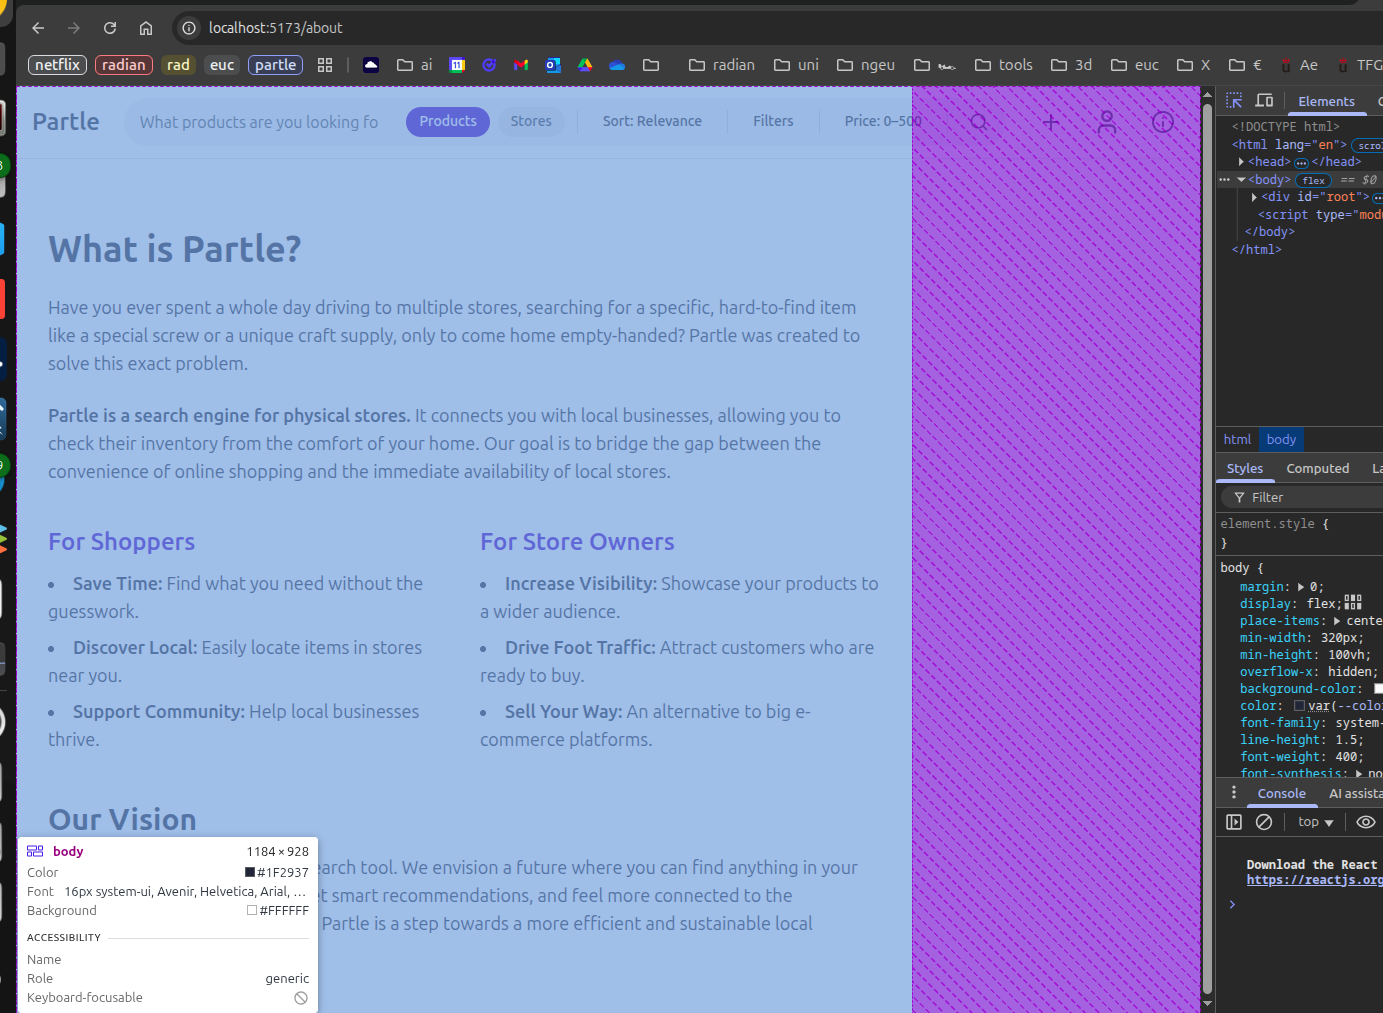 localhost:5173/about
netflix radian rad euc partle ai 11 radian uni ngeu tools 3d euc X € Ae TFG
Partle What products are you looking fo Products Stores Sort: Relevance Filters Price: 0–500
What is Partle?
Have you ever spent a whole day driving to multiple stores, searching for a specific, hard-to-find item
like a special screw or a unique craft supply, only to come home empty-handed? Partle was created to
solve this exact problem.
Partle is a search engine for physical stores. It connects you with local businesses, allowing you to
check their inventory from the comfort of your home. Our goal is to bridge the gap between the
convenience of online shopping and the immediate availability of local stores.
For Shoppers
• Save Time: Find what you need without the
guesswork.
• Discover Local: Easily locate items in stores
near you.
• Support Community: Help local businesses
thrive.
For Store Owners
• Increase Visibility: Showcase your products to
a wider audience.
• Drive Foot Traffic: Attract customers who are
ready to buy.
• Sell Your Way: An alternative to big e-
commerce platforms.
Our Vision
earch tool. We envision a future where you can find anything in your
t smart recommendations, and feel more connected to the
Partle is a step towards a more efficient and sustainable local
body 1184 × 928
Color #1F2937
Font 16px system-ui, Avenir, Helvetica, Arial, ...
Background #FFFFFF
ACCESSIBILITY
Name
Role generic
Keyboard-focusable
Elements
<!DOCTYPE html>
<html lang="en"> scrol
<head> ... </head>
... <body> flex == $0
<div id="root"> ...
<script type="modu
</body>
</html>
html body
Styles Computed La
Filter
element.style {
}
body {
margin: 0;
display: flex;
place-items: cente
min-width: 320px;
min-height: 100vh;
overflow-x: hidden;
background-color:
color: var(--colo
font-family: system-
line-height: 1.5;
font-weight: 400;
font-synthesis: no
Console AI assista
top
Download the React
https://reactjs.org